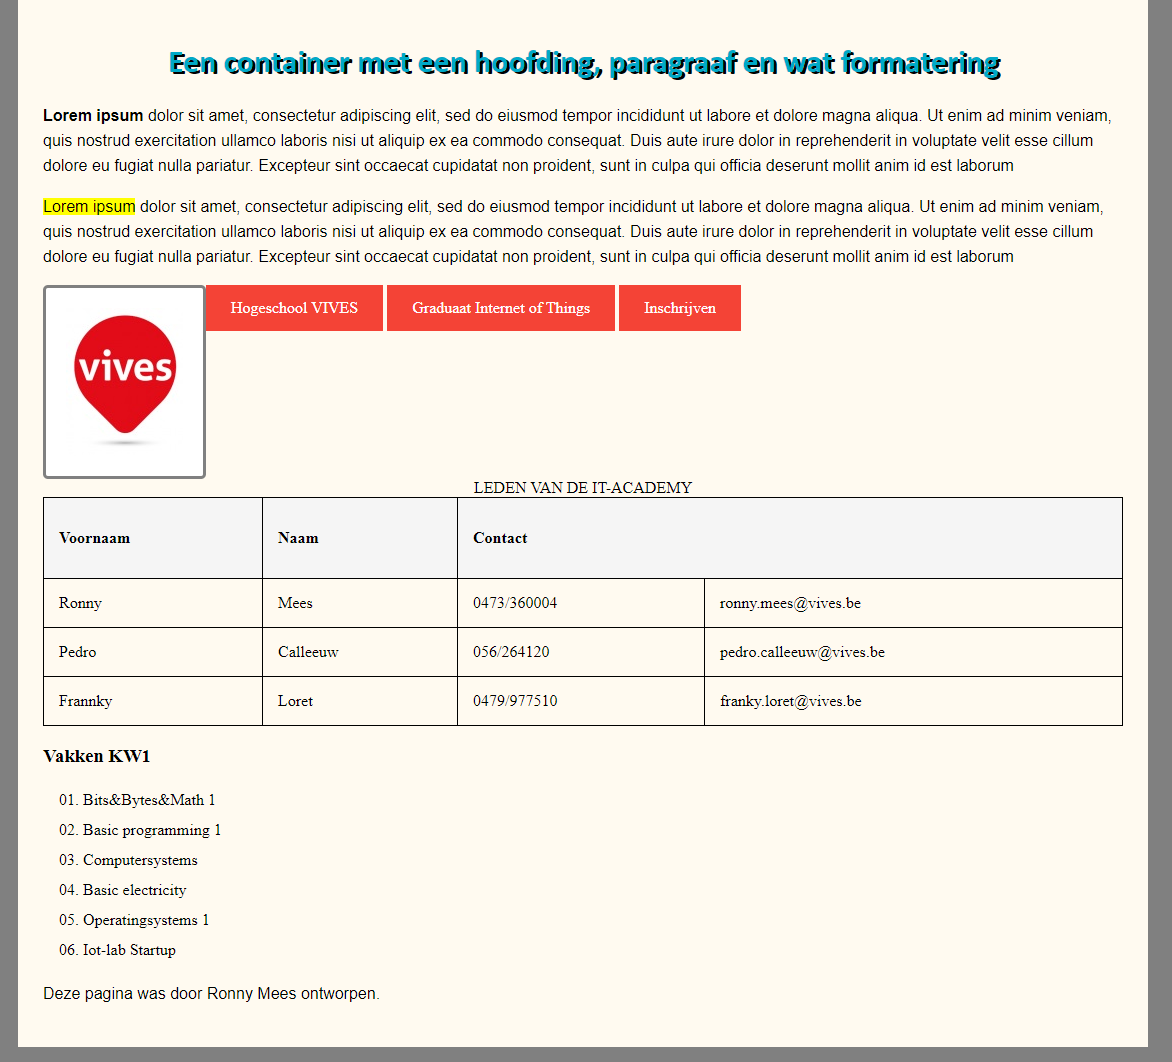 Een container met een hoofding, paragraaf en wat formatering
Lorem ipsum dolor sit amet, consectetur adipiscing elit, sed do eiusmod tempor incididunt ut labore et dolore magna aliqua. Ut enim ad minim veniam,
quis nostrud exercitation ullamco laboris nisi ut aliquip ex ea commodo consequat. Duis aute irure dolor in reprehenderit in voluptate velit esse cillum
dolore eu fugiat nulla pariatur. Excepteur sint occaecat cupidatat non proident, sunt in culpa qui officia deserunt mollit anim id est laborum
Lorem ipsum dolor sit amet, consectetur adipiscing elit, sed do eiusmod tempor incididunt ut labore et dolore magna aliqua. Ut enim ad minim veniam,
quis nostrud exercitation ullamco laboris nisi ut aliquip ex ea commodo consequat. Duis aute irure dolor in reprehenderit in voluptate velit esse cillum
dolore eu fugiat nulla pariatur. Excepteur sint occaecat cupidatat non proident, sunt in culpa qui officia deserunt mollit anim id est laborum
Hogeschool VIVES Graduaat Internet of Things Inschrijven
vives
LEDEN VAN DE IT-ACADEMY
Voornaam Naam Contact
Ronny Mees 0473/360004 ronny.mees@vives.be
Pedro Calleeuw 056/264120 pedro.calleeuw@vives.be
Frannky Loret 0479/977510 franky.loret@vives.be
Vakken KW1
01. Bits&Bytes&Math 1
02. Basic programming 1
03. Computersystems
04. Basic electricity
05. Operatingsystems 1
06. Iot-lab Startup
Deze pagina was door Ronny Mees ontworpen.